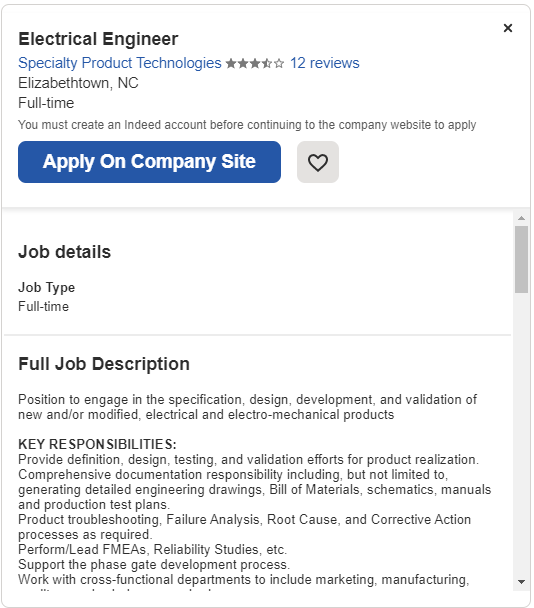 Electrical Engineer
Specialty Product Technologies 12 reviews
Elizabethtown, NC
Full-time
You must create an Indeed account before continuing to the company website to apply
Apply On Company Site
Job details
Job Type
Full-time
Full Job Description
Position to engage in the specification, design, development, and validation of
new and/or modified, electrical and electro-mechanical products
KEY RESPONSIBILITIES:
Provide definition, design, testing, and validation efforts for product realization.
Comprehensive documentation responsibility including, but not limited to,
generating detailed engineering drawings, Bill of Materials, schematics, manuals
and production test plans.
Product troubleshooting, Failure Analysis, Root Cause, and Corrective Action
processes as required.
Perform/Lead FMEAs, Reliability Studies, etc.
Support the phase gate development process.
Work with cross-functional departments to include marketing, manufacturing,